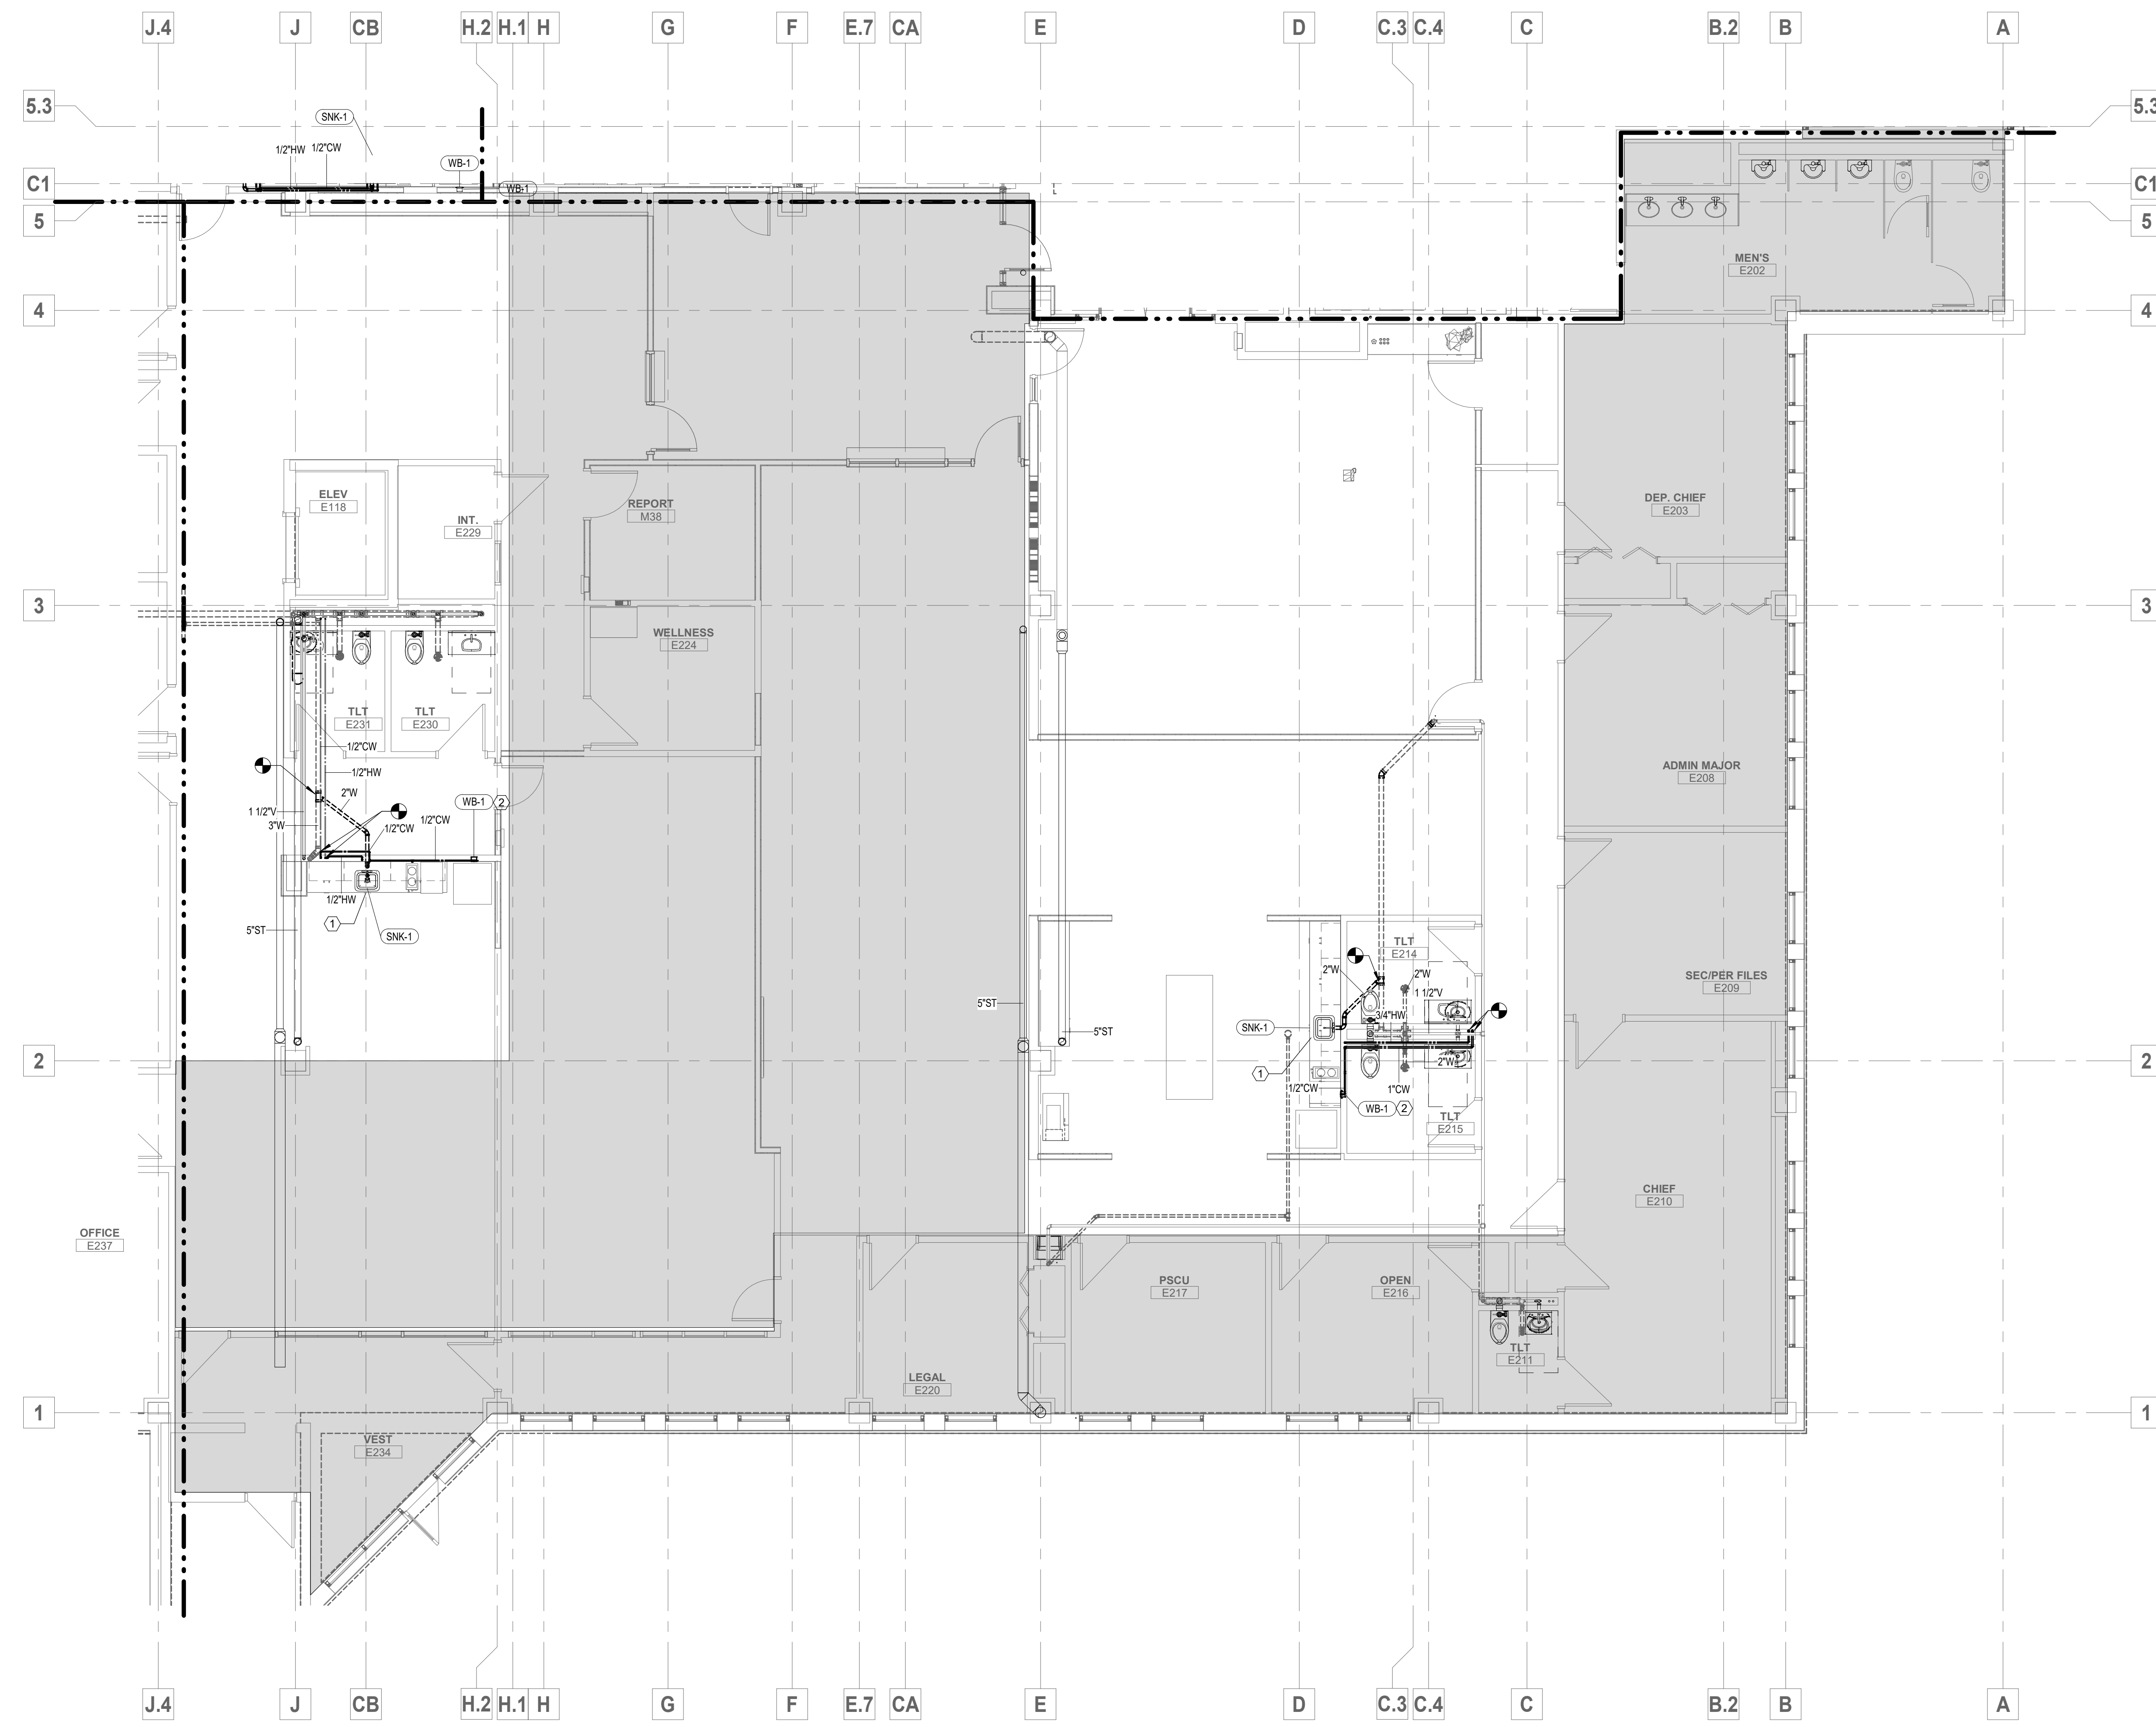 J.4 J CB H.2 H.1 H G F E.7 CA E D C.3 C.4 C B.2 B A
5.3 5.3
SNK-1
1/2"HW 1/2"CW
WB-1
WB-1
C1 C1
5 5
MEN'S
E202
4 4
ELEV
E118
INT.
E229
REPORT
M38
DEP. CHIEF
E203
3 3
WELLNESS
E224
TLT
E231
TLT
E230
1/2"CW
1/2"HW
2"W
1 1/2"V
3"W
1/2"CW
1/2"CW
WB-1 2
ADMIN MAJOR
E208
1/2"HW
1
SNK-1
5"ST
TLT
E214
2"W
2"W
1 1/2"V
3/4"HW
SEC/PER FILES
E209
5"ST
5"ST
SNK-1
2 2
2"W
1
1/2"CW
1"CW
WB-1 2
TLT
E215
CHIEF
E210
OFFICE
E237
PSCU
E217
OPEN
E216
TLT
E211
LEGAL
E220
1 1
VEST
E234
J.4 J CB H.2 H.1 H G F E.7 CA E D C.3 C.4 C B.2 B A